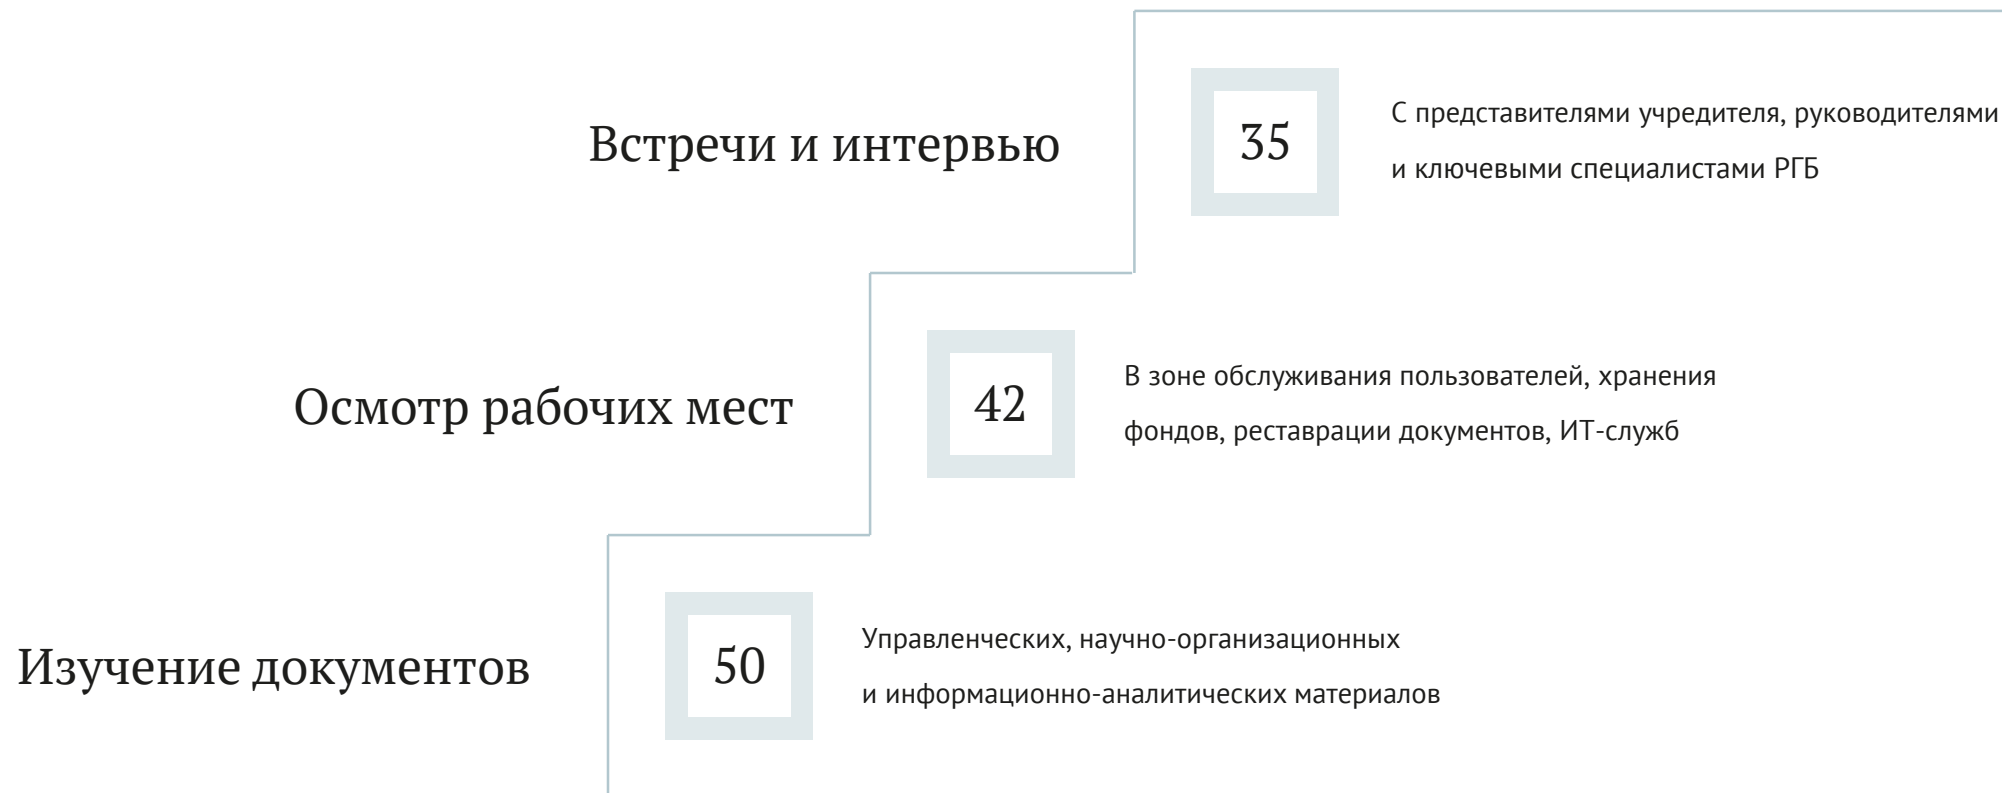 Встречи и интервью
35
С представителями учредителя, руководителями
и ключевыми специалистами РГБ
Осмотр рабочих мест
42
В зоне обслуживания пользователей, хранения
фондов, реставрации документов, ИТ-служб
Изучение документов
50
Управленческих, научно-организационных
и информационно-аналитических материалов